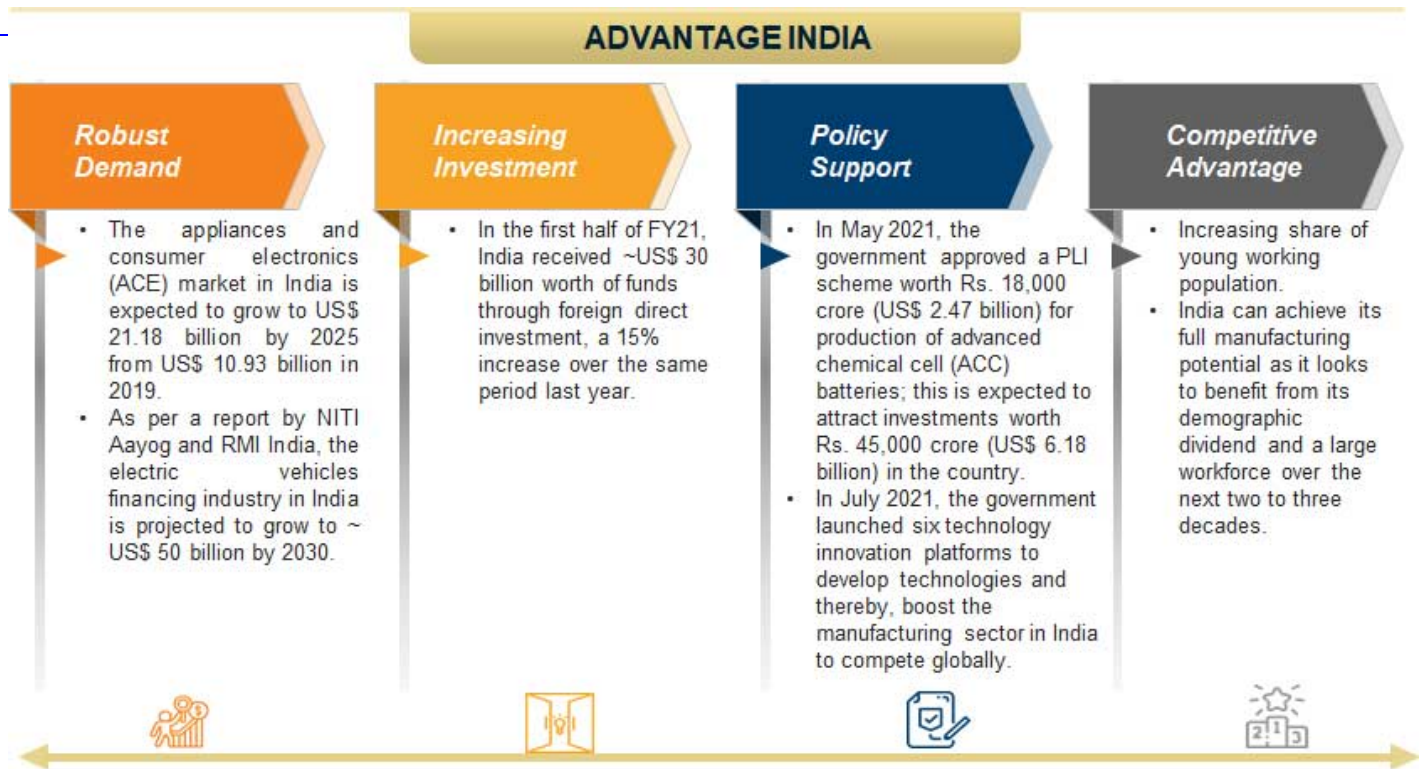 ADVANTAGE INDIA
Robust
Demand
• The appliances and
consumer electronics
(ACE) market in India is
expected to grow to US$
21.18 billion by 2025
from US$ 10.93 billion in
2019.
• As per a report by NITI
Aayog and RMI India, the
electric vehicles
financing industry in India
is projected to grow to ~
US$ 50 billion by 2030.
Increasing
Investment
• In the first half of FY21,
India received ~US$ 30
billion worth of funds
through foreign direct
investment, a 15%
increase over the same
period last year.
Policy
Support
• In May 2021, the
government approved a PLI
scheme worth Rs. 18,000
crore (US$ 2.47 billion) for
production of advanced
chemical cell (ACC)
batteries; this is expected to
attract investments worth
Rs. 45,000 crore (US$ 6.18
billion) in the country.
• In July 2021, the government
launched six technology
innovation platforms to
develop technologies and
thereby, boost the
manufacturing sector in India
to compete globally.
Competitive
Advantage
• Increasing share of
young working
population.
• India can achieve its
full manufacturing
potential as it looks
to benefit from its
demographic
dividend and a large
workforce over the
next two to three
decades.
$
2 1 3